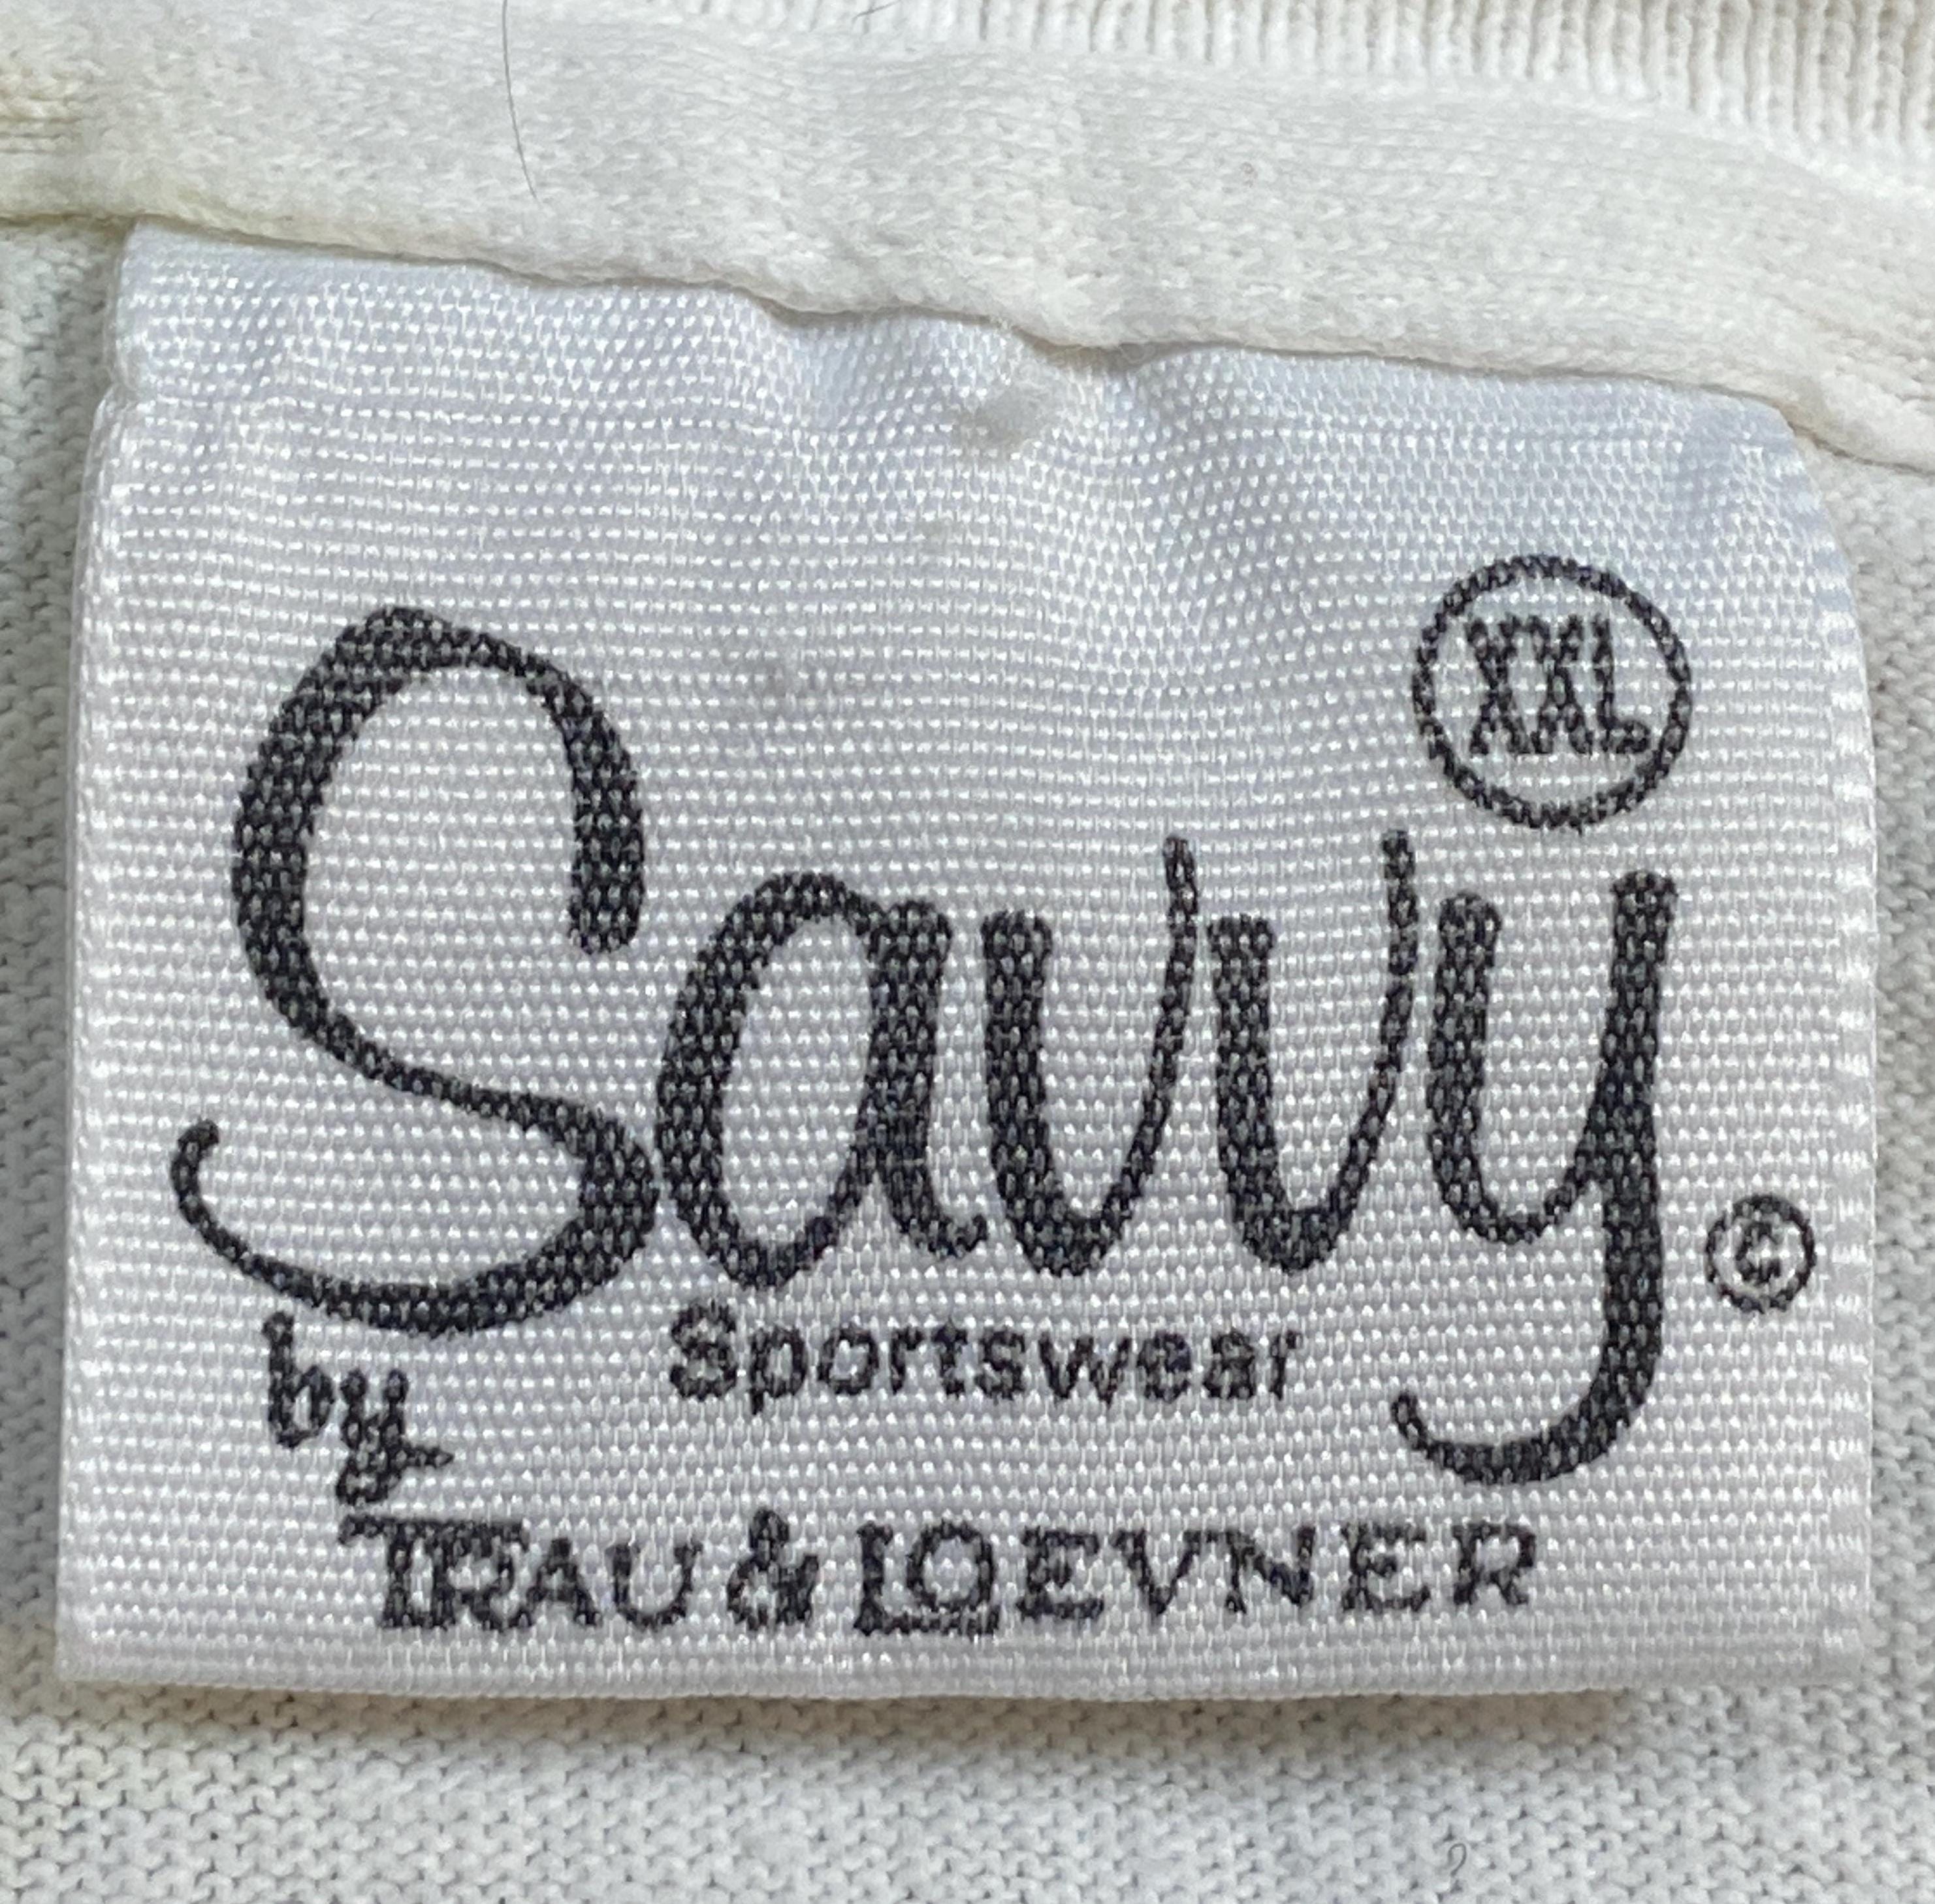 XXL
Savvy ©
Sportswear
by
TRAU & LOEVNER